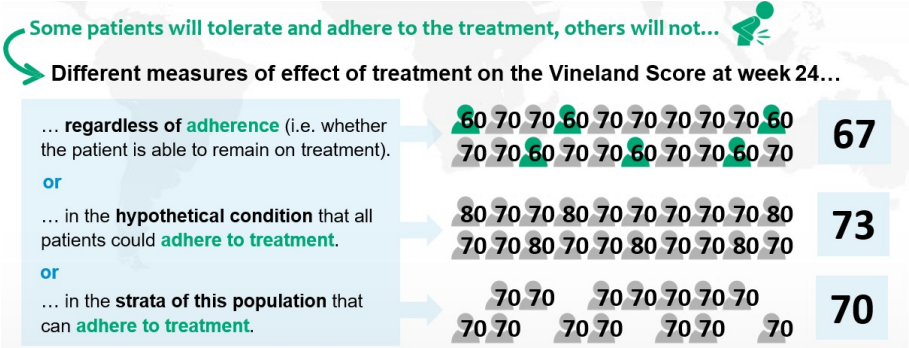 Some patients will tolerate and adhere to the treatment, others will not...
Different measures of effect of treatment on the Vineland Score at week 24...
... regardless of adherence (i.e. whether
the patient is able to remain on treatment).
60 70 70 60 70 70 70 70 70 60
70 70 60 70 70 60 70 70 60 70
67
or
... in the hypothetical condition that all
patients could adhere to treatment.
80 70 70 80 70 70 70 70 70 80
70 70 80 70 70 80 70 70 80 70
73
or
... in the strata of this population that
can adhere to treatment.
70 70 70 70 70 70 70
70 70 70 70 70 70 70
70